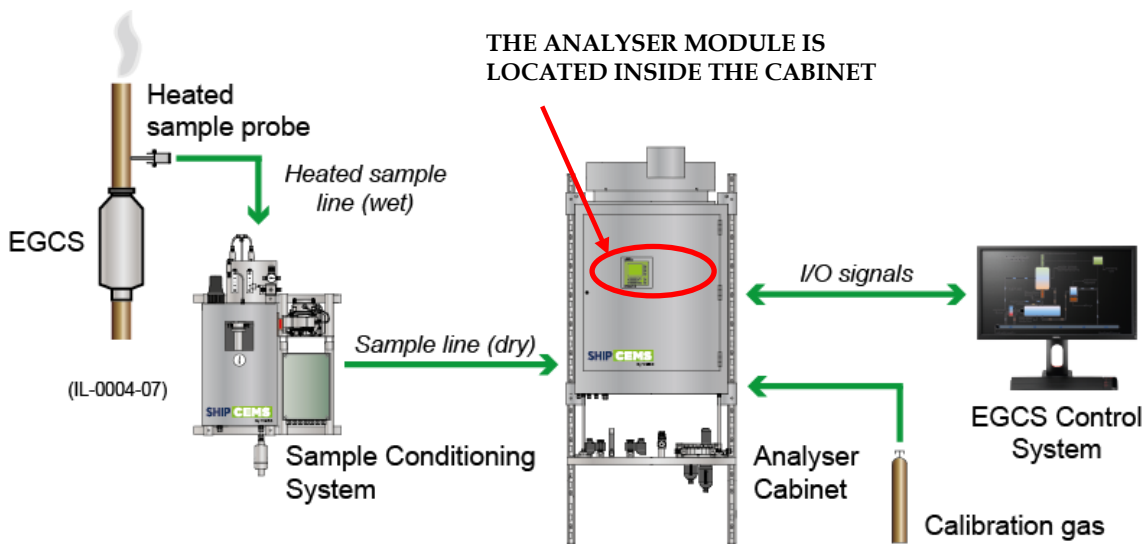 THE ANALYSER MODULE IS
LOCATED INSIDE THE CABINET
Heated
sample probe
Heated sample
line (wet)
EGCS
I/O signals
Sample line (dry)
SHIP CEMS
(IL-0004-07)
SHIP CEMS
EGCS Control
System
Sample Conditioning
System
Analyser
Cabinet
Calibration gas